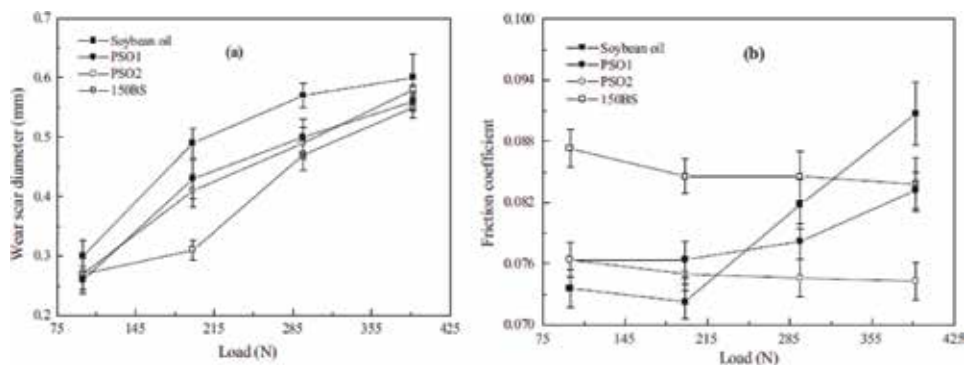 0.7
0.6
0.5
0.4
0.3
0.2
Wear scar diameter (mm)
Soybean oil
PSO1
PSO2
150BS
(a)
75 145 215 285 355 425
Load (N)
0.100
0.094
0.088
0.082
0.076
0.070
Friction coefficient
Soybean oil
PSO1
PSO2
150BS
(b)
75 145 215 285 355 425
Load (N)